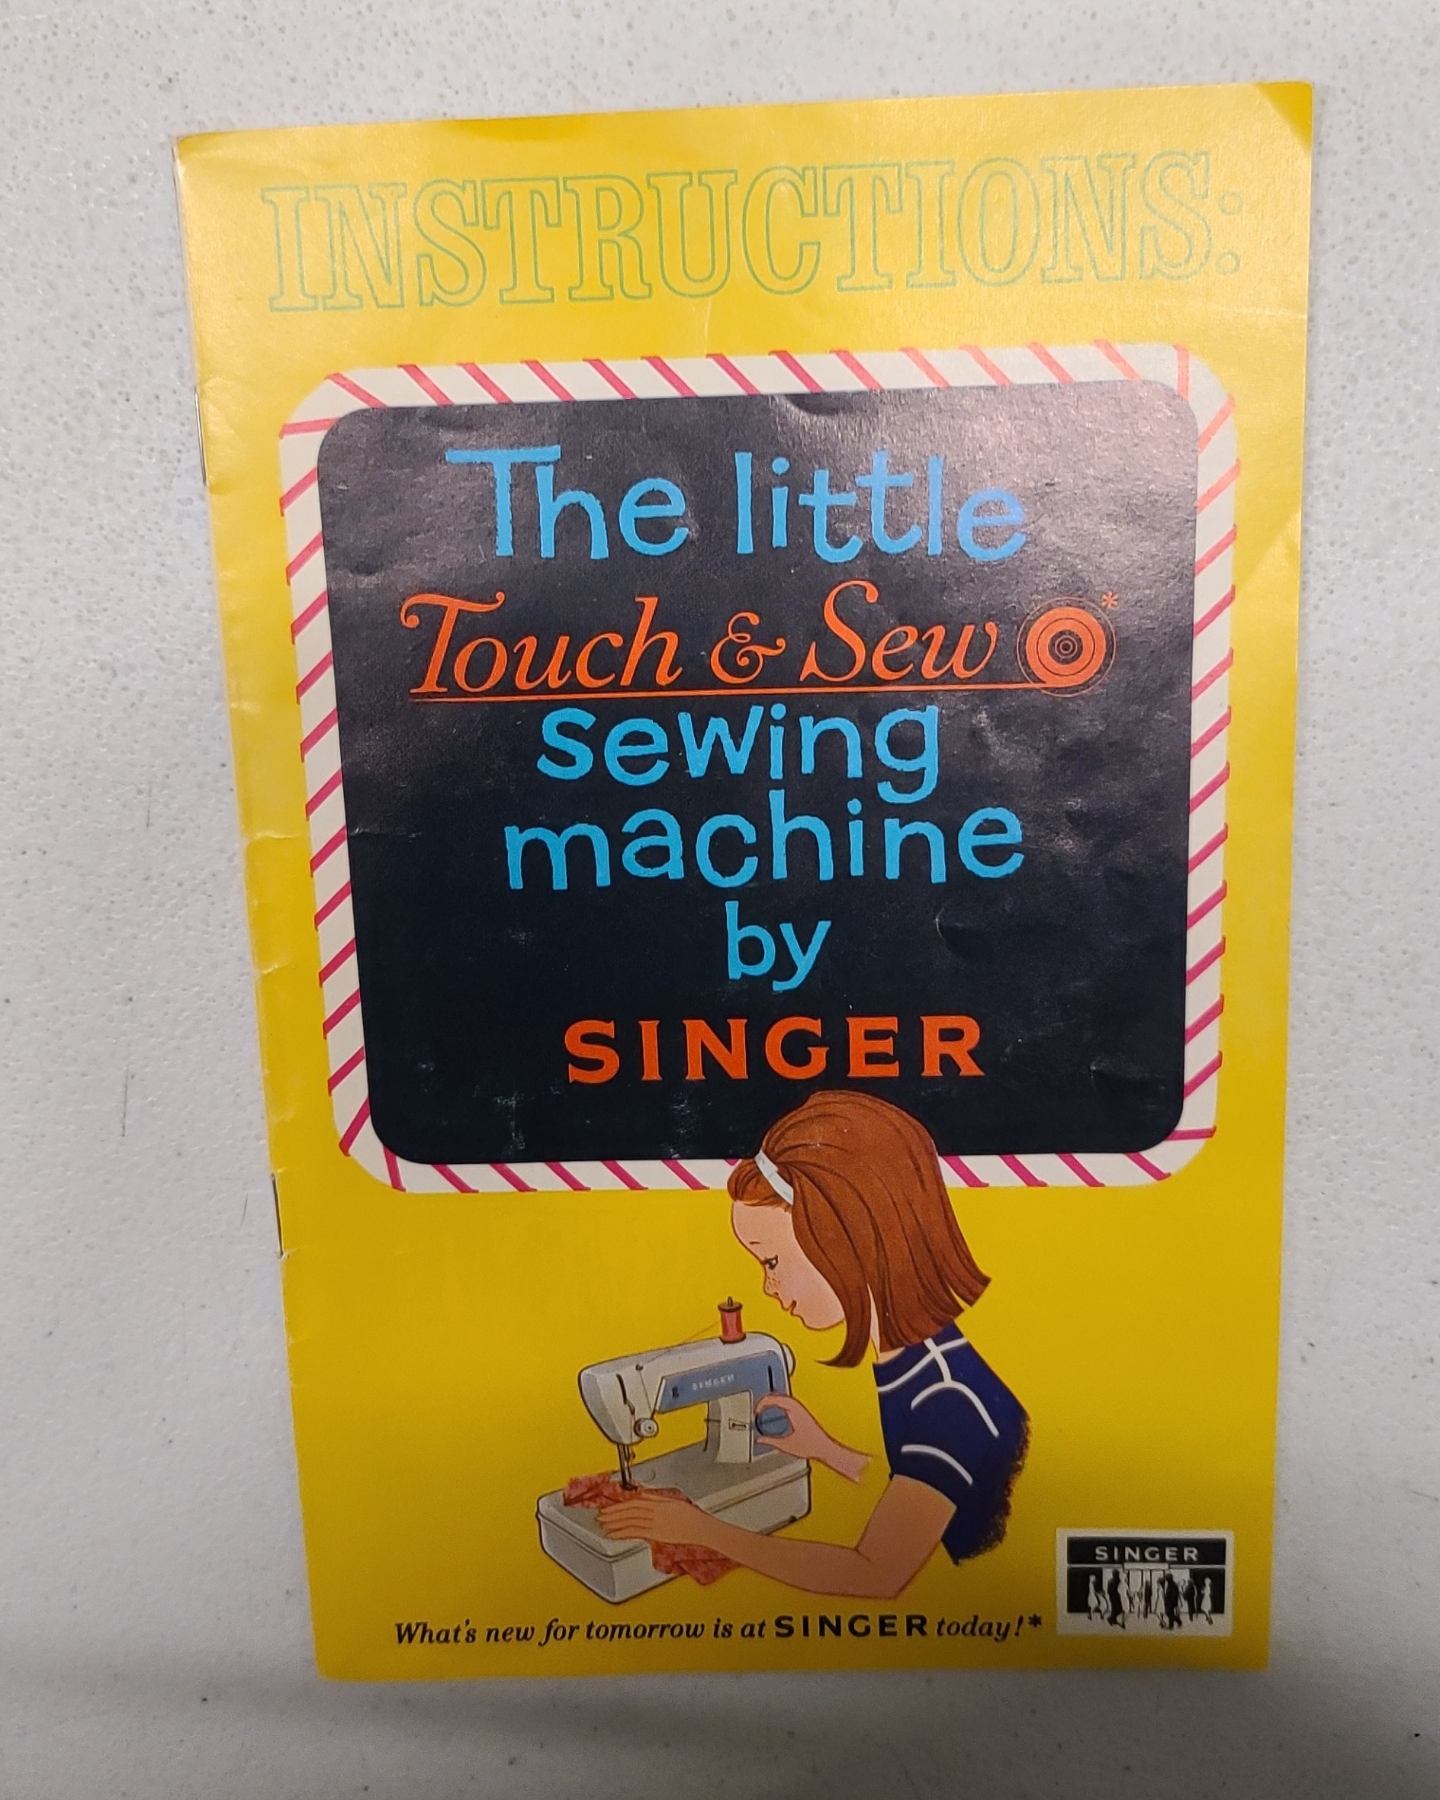 INSTRUCTIONS:
The little
Touch & Sew *
sewing
machine
by
SINGER
SINGER
SINGER
What's new for tomorrow is at SINGER today!*